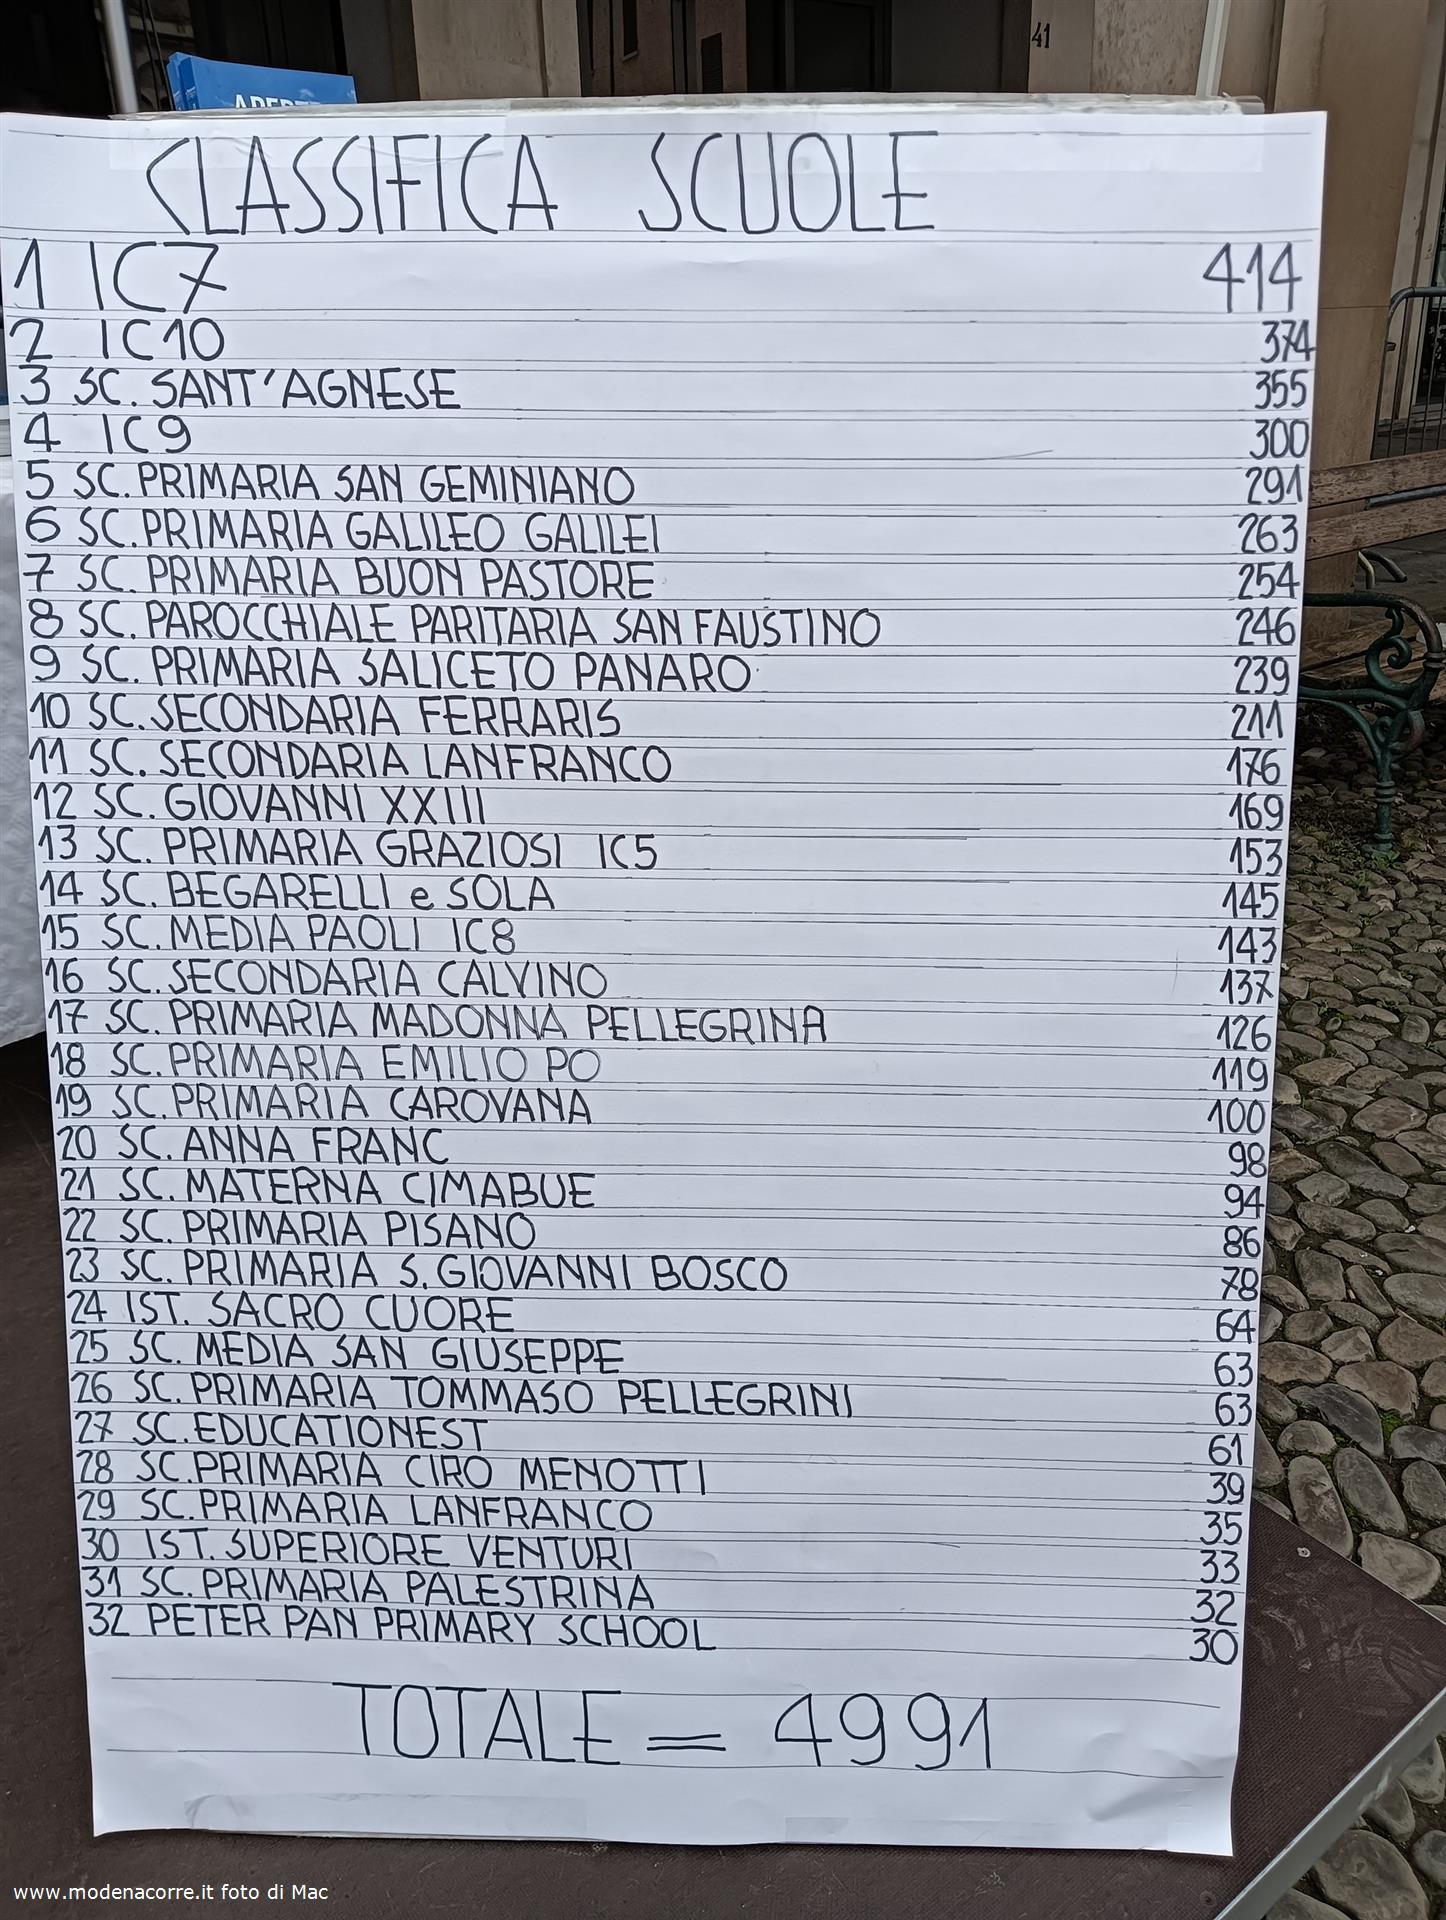 41
APERT
CLASSIFICA SCUOLE
1 IC7 414
2 IC10 374
3 SC. SANT'AGNESE 355
4 IC9 300
5 SC. PRIMARIA SAN GEMINIANO 291
6 SC. PRIMARIA GALILEO GALILEI 263
7 SC. PRIMARIA BUON PASTORE 254
8 SC. PAROCCHIALE PARITARIA SAN FAUSTINO 246
9 SC. PRIMARIA SALICETO PANARO 239
10 SC. SECONDARIA FERRARIS 211
11 SC. SECONDARIA LANFRANCO 176
12 SC. GIOVANNI XXIII 169
13 SC. PRIMARIA GRAZIOSI IC5 153
14 SC. BEGARELLI e SOLA 145
15 SC. MEDIA PAOLI IC8 143
16 SC. SECONDARIA CALVINO 137
17 SC. PRIMARIA MADONNA PELLEGRINA 126
18 SC. PRIMARIA EMILIO PO 119
19 SC. PRIMARIA CAROVANA 100
20 SC. ANNA FRANC 98
21 SC. MATERNA CIMABUE 94
22 SC. PRIMARIA PISANO 86
23 SC. PRIMARIA S. GIOVANNI BOSCO 78
24 IST. SACRO CUORE 64
25 SC. MEDIA SAN GIUSEPPE 63
26 SC. PRIMARIA TOMMASO PELLEGRINI 63
27 SC. EDUCATIONEST 61
28 SC. PRIMARIA CIRO MENOTTI 39
29 SC. PRIMARIA LANFRANCO 35
30 IST. SUPERIORE VENTURI 33
31 SC. PRIMARIA PALESTRINA 32
32 PETER PAN PRIMARY SCHOOL 30
TOTALE = 4991
www.modenacorre.it foto di Mac